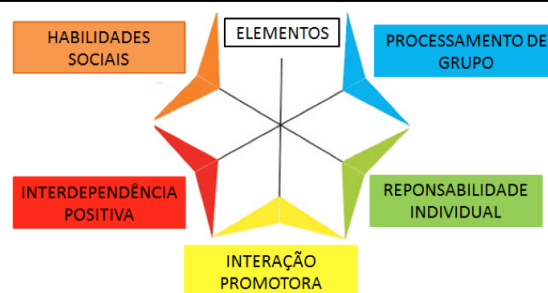 HABILIDADES
SOCIAIS
ELEMENTOS
PROCESSAMENTO DE
GRUPO
INTERDEPENDÊNCIA
POSITIVA
REPONSABILIDADE
INDIVIDUAL
INTERAÇÃO
PROMOTORA